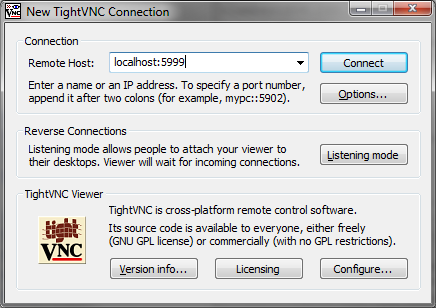 New TightVNC Connection
Connection
Remote Host: localhost:5999
Connect
Enter a name or an IP address. To specify a port number,
append it after two colons (for example, mypc::5902).
Options...
Reverse Connections
Listening mode allows people to attach your viewer to
their desktops. Viewer will wait for incoming connections.
Listening mode
TightVNC Viewer
tight
VNC
TightVNC is cross-platform remote control software.
Its source code is available to everyone, either freely
(GNU GPL license) or commercially (with no GPL restrictions).
Version info...
Licensing
Configure...